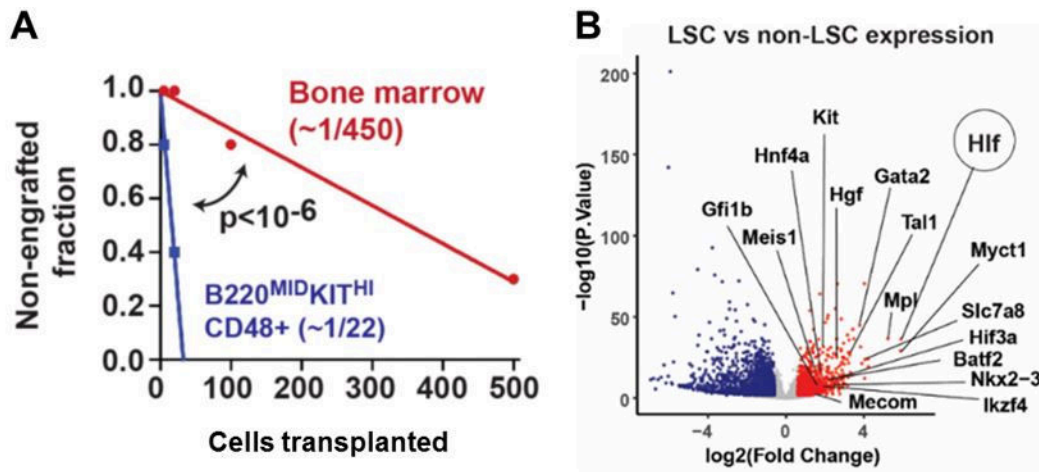 A
Non-engrafted
fraction
1.0
0.8
0.6
0.4
0.2
0.0
0
100
200
300
400
500
Cells transplanted
Bone marrow
(~1/450)
p<10-6
B220MIDKITHI
CD48+ (~1/22)
B
LSC vs non-LSC expression
-log10(P.Value)
200
150
100
50
0
-4
0
4
log2(Fold Change)
Kit
Hlf
Hnf4a
Hgf
Gata2
Gfi1b
Meis1
Tal1
Myct1
Mpl
Slc7a8
Hif3a
Batf2
Nkx2-3
Mecom
Ikzf4